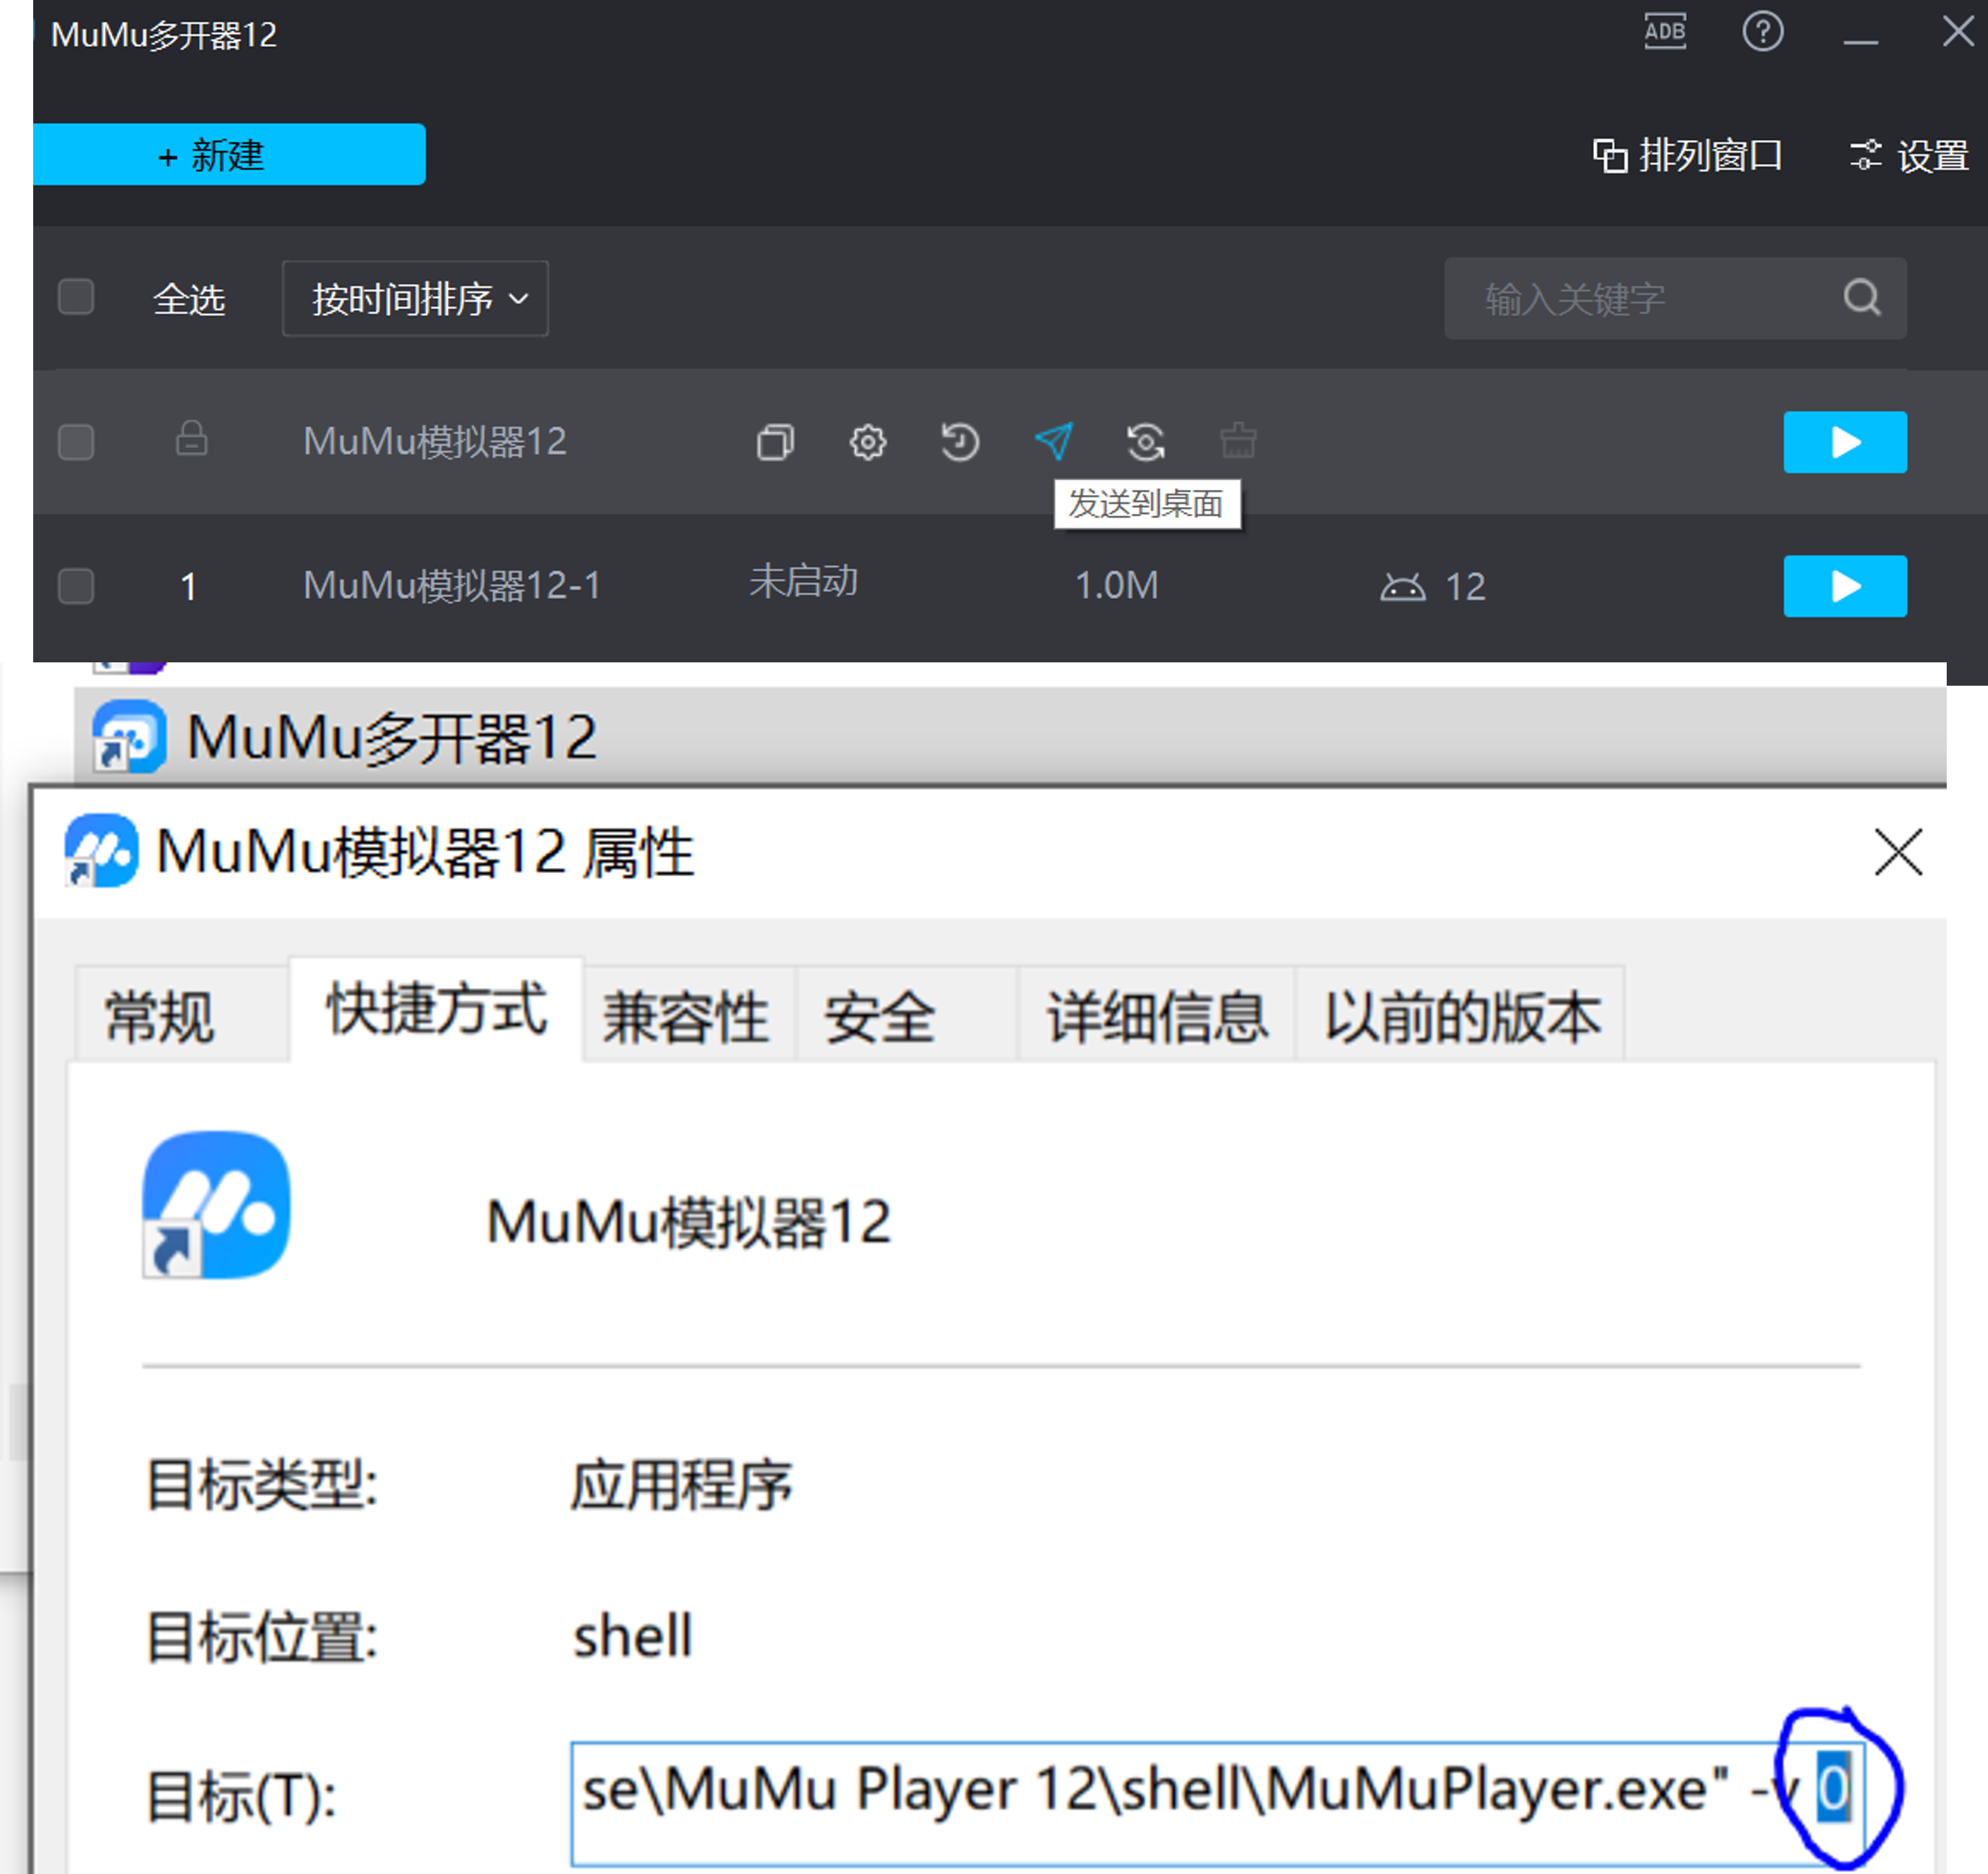 MuMu多开器12
ADB
+ 新建
排列窗口
设置
全选
按时间排序
输入关键字
MuMu模拟器12
发送到桌面
1
MuMu模拟器12-1
未启动
1.0M
12
MuMu多开器12
MuMu模拟器12 属性
常规
快捷方式
兼容性
安全
详细信息
以前的版本
MuMu模拟器12
目标类型:
应用程序
目标位置:
shell
目标(T):
se\MuMu Player 12\shell\MuMuPlayer.exe" -v 0